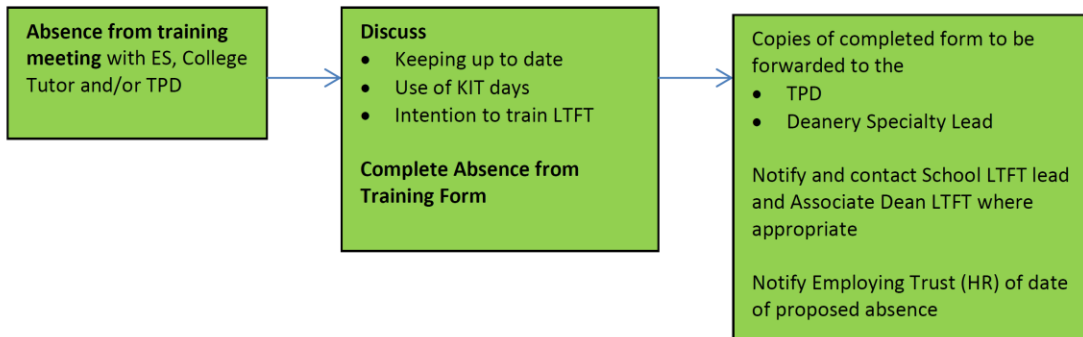 Absence from training
meeting with ES, College
Tutor and/or TPD
Discuss
• Keeping up to date
• Use of KIT days
• Intention to train LTFT
Complete Absence from
Training Form
Copies of completed form to be
forwarded to the
• TPD
• Deanery Specialty Lead
Notify and contact School LTFT lead
and Associate Dean LTFT where
appropriate
Notify Employing Trust (HR) of date
of proposed absence